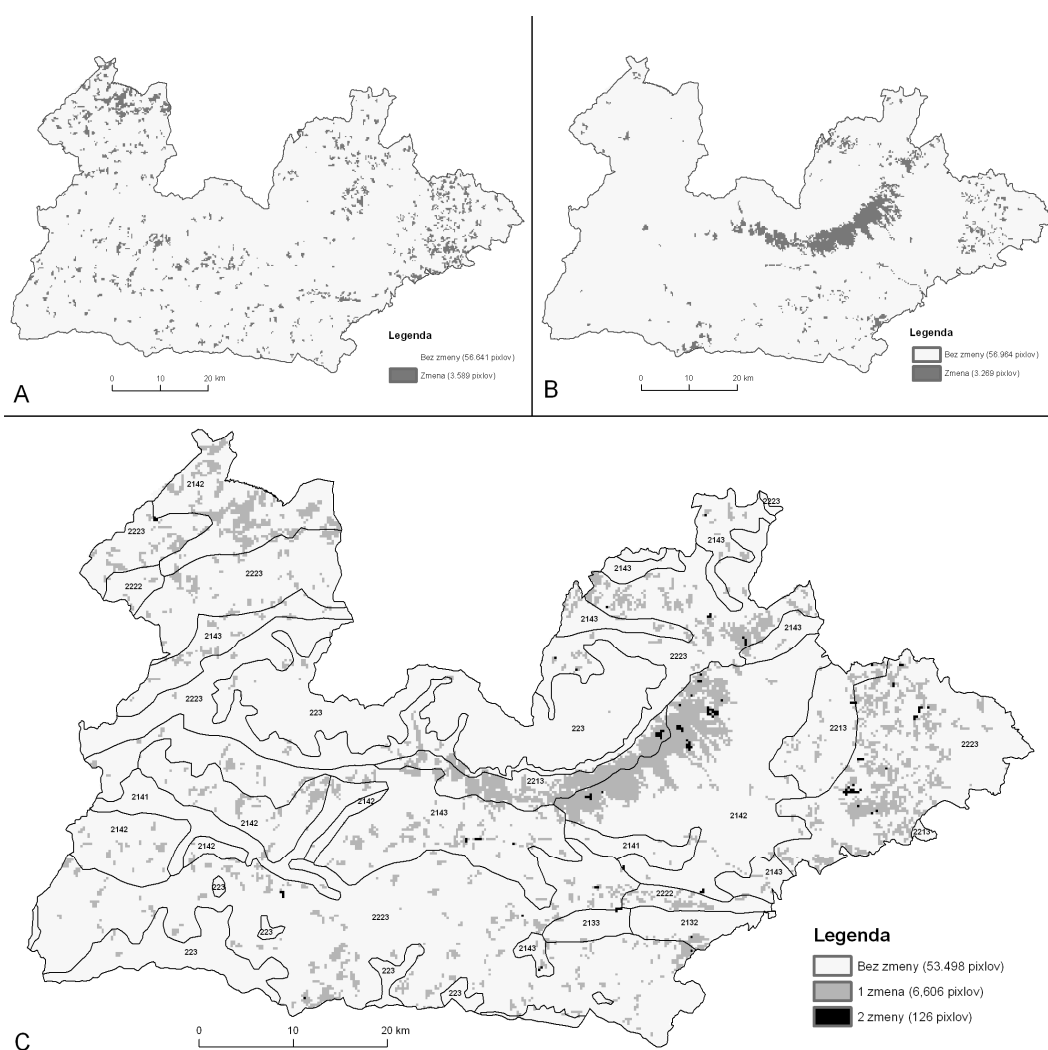 Legenda
Bez zmeny (56.641 pixlov)
Zmena (3.589 pixlov)
0 10 20 km
A
Legenda
Bez zmeny (56.964 pixlov)
Zmena (3.269 pixlov)
0 10 20 km
B
2142
2223
2222
2223
2143
2223
223
2223
2143
2143
2143
2143
2223
223
2213
2223
2213
2141
2142
2142
2142
2142
2143
2213
2142
2141
2143
2222
2133
2132
2143
223
2223
223
223
223
223
Legenda
Bez zmeny (53.498 pixlov)
1 zmena (6,606 pixlov)
2 zmeny (126 pixlov)
0 10 20 km
C